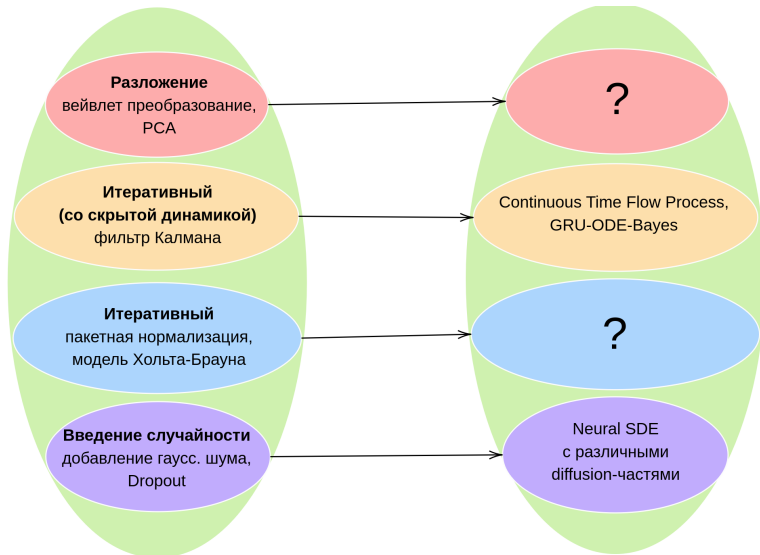 Разложение
вейвлет преобразование,
PCA
?
Итеративный
(со скрытой динамикой)
фильтр Калмана
Continuous Time Flow Process,
GRU-ODE-Bayes
Итеративный
пакетная нормализация,
модель Хольта-Брауна
?
Введение случайности
добавление гаусс. шума,
Dropout
Neural SDE
с различными
diffusion-частями